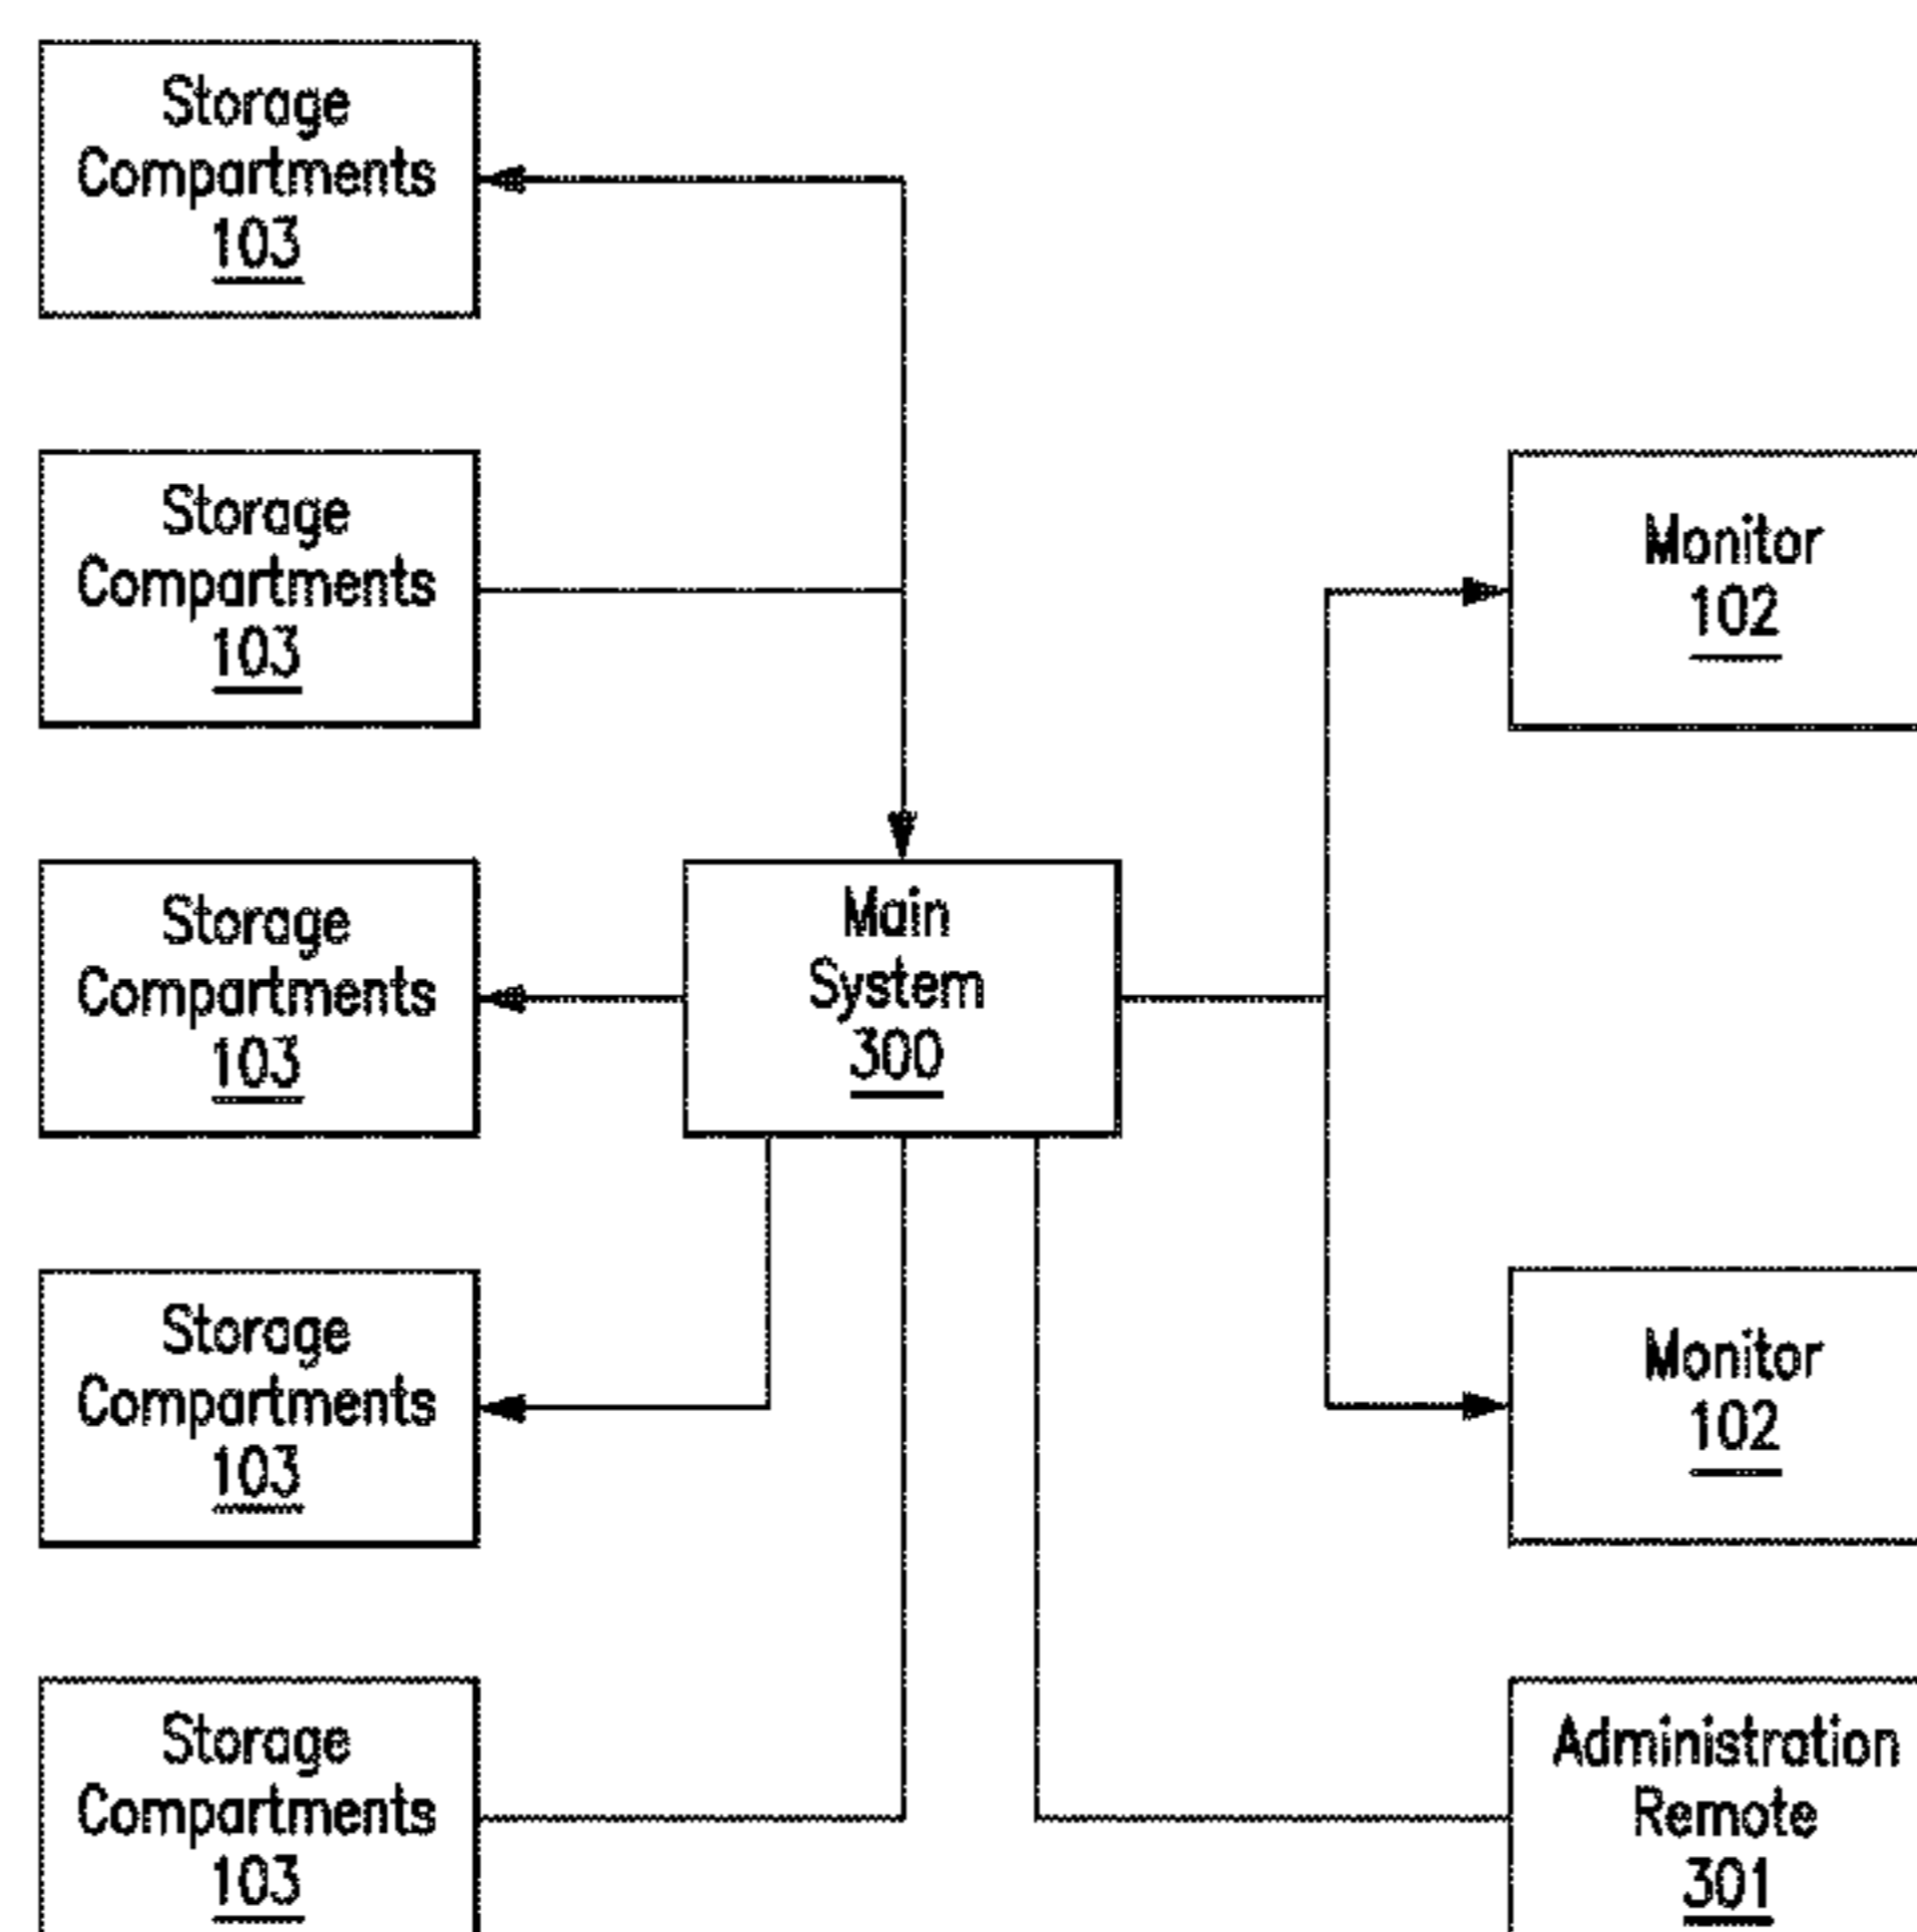 Storage
Compartments
103
Storage
Compartments
103
Monitor
102
Storage
Compartments
103
Main
System
300
Storage
Compartments
103
Monitor
102
Storage
Compartments
103
Administration
Remote
301